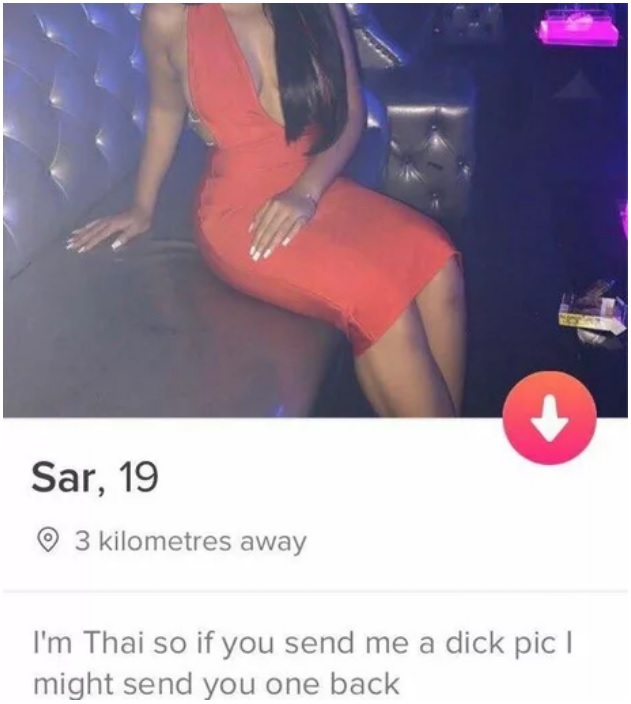 Sar, 19
3 kilometres away
I'm Thai so if you send me a dick pic I
might send you one back